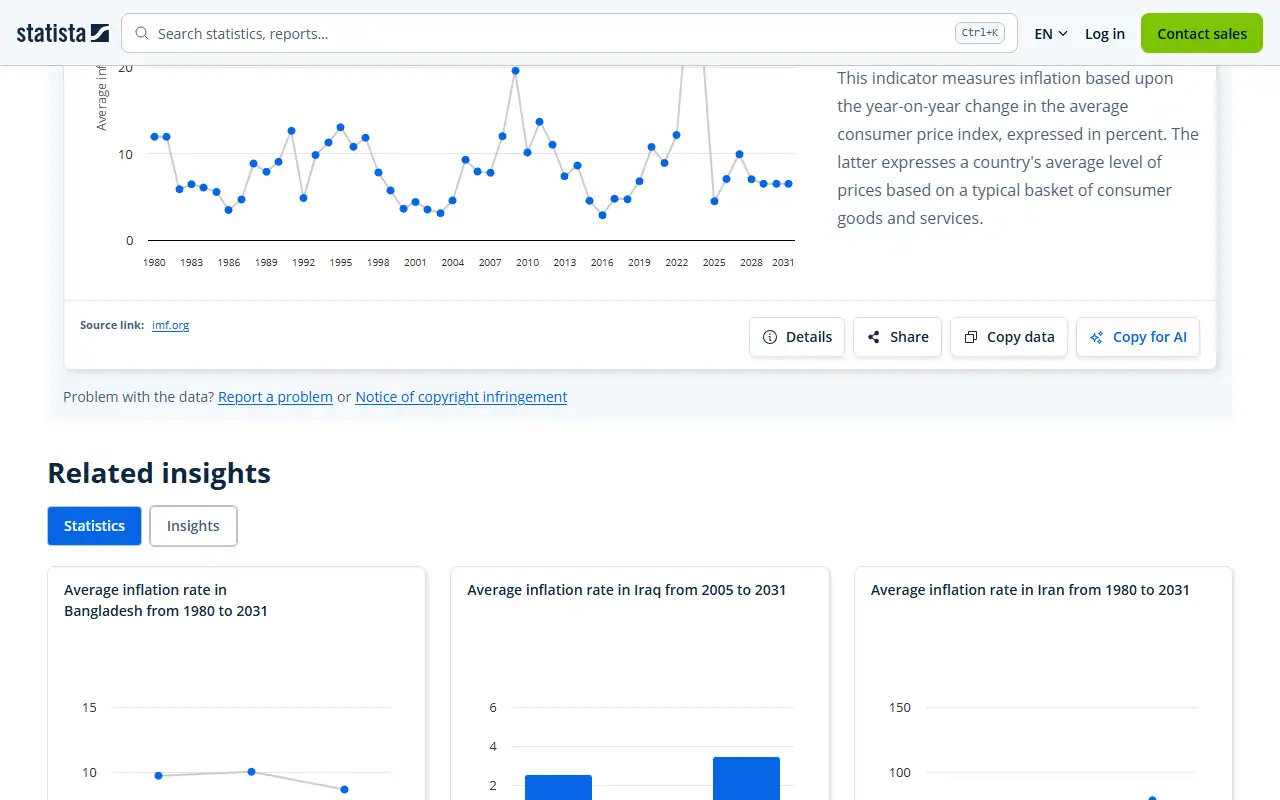 statista
Search statistics, reports...
Ctrl+K
EN
Log in
Contact sales
20
10
0
1980 1983 1986 1989 1992 1995 1998 2001 2004 2007 2010 2013 2016 2019 2022 2025 2028 2031
This indicator measures inflation based upon
the year-on-year change in the average
consumer price index, expressed in percent. The
latter expresses a country's average level of
prices based on a typical basket of consumer
goods and services.
Source link: imf.org
Details
Share
Copy data
Copy for AI
Problem with the data? Report a problem or Notice of copyright infringement
Related insights
Statistics
Insights
Average inflation rate in
Bangladesh from 1980 to 2031
15
10
Average inflation rate in Iraq from 2005 to 2031
6
4
2
Average inflation rate in Iran from 1980 to 2031
150
100